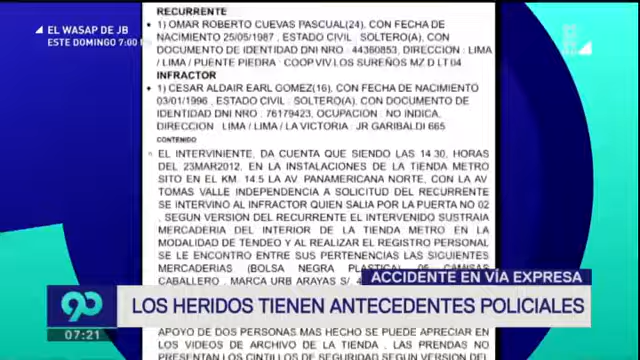 EL WASAP DE JB
ESTE DOMINGO 7:00
RECURRENTE
1) OMAR ROBERTO CUEVAS PASCUAL(24), CON FECHA DE
NACIMIENTO 25/05/1987, ESTADO CIVIL : SOLTERO(A), CON
DOCUMENTO DE IDENTIDAD DNI NRO : 44360853, DIRECCION : LIMA
/ LIMA / PUENTE PIEDRA : COOP VIV.LOS SUREÑOS MZ D LT 04
INFRACTOR
1) CESAR ALDAIR EARL GOMEZ(16), CON FECHA DE NACIMIENTO
03/01/1996, ESTADO CIVIL : SOLTERO(A), CON DOCUMENTO DE
IDENTIDAD DNI NRO : 76179423, OCUPACION : NO INDICA,
DIRECCION : LIMA / LIMA / LA VICTORIA : JR GARIBALDI 665
CONTENIDO
EL INTERVINIENTE, DA CUENTA QUE SIENDO LAS 14.30, HORAS
DEL 23MAR2012, EN LA INSTALACIONES DE LA TIENDA METRO
SITO EN EL KM. 14.5 LA AV. PANAMERICANA NORTE, CON LA AV
TOMAS VALLE INDEPENDENCIA A SOLICITUD DEL RECURRENTE
SE INTERVINO AL INFRACTOR QUIEN SALIA POR LA PUERTA NO 02
, SEGUN VERSION DEL RECURRENTE EL INTERVENIDO SUSTRAIA
MERCADERIA DEL INTERIOR DE LA TIENDA METRO EN LA
MODALIDAD DE TENDEO Y AL REALIZAR EL REGISTRO PERSONAL
SE LE ENCONTRO ENTRE SUS PERTENENCIAS LAS SIGUIENTES
MERCADERIAS (BOLSA NEGRA PLASTICA) 05 CAMISAS
CABALLERO , MARCA URB ARAYAS S/.
ACCIDENTE EN VÍA EXPRESA
90 LOS HERIDOS TIENEN ANTECEDENTES POLICIALES
07:21
APOYO DE DOS PERSONAS MAS HECHO SE PUEDE APRECIAR EN
LOS VIDEOS DE ARCHIVO DE LA TIENDA , LAS PRENDAS NO
PRESENTAN LOS CINTILLOS DE SEGURIDAD SEGUN VERSION DEL